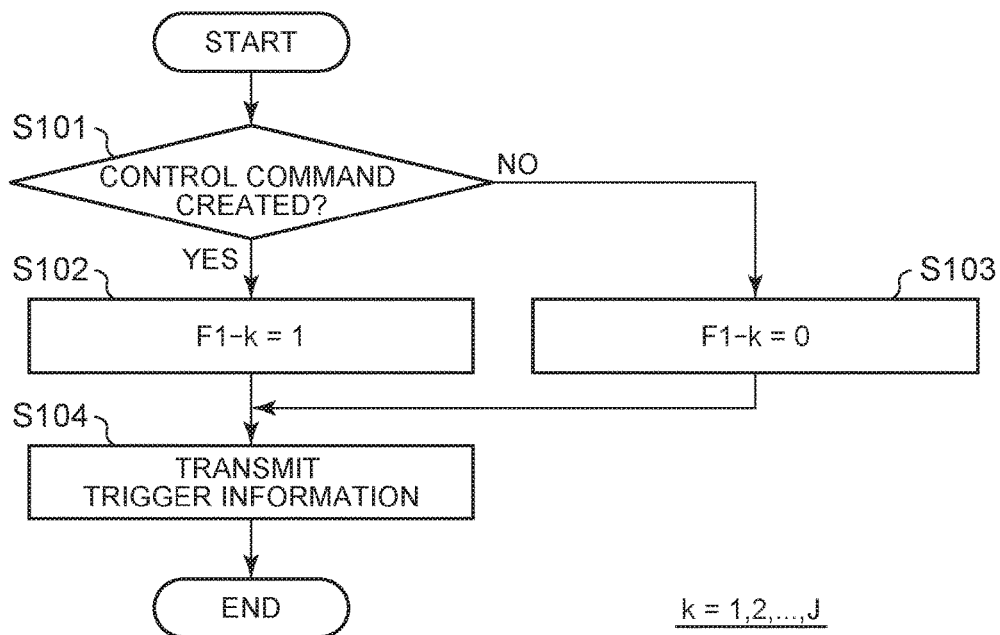 START
S101
CONTROL COMMAND
CREATED?
NO
YES
S102
F1-k = 1
S103
F1-k = 0
S104
TRANSMIT
TRIGGER INFORMATION
END
k = 1,2,...,J